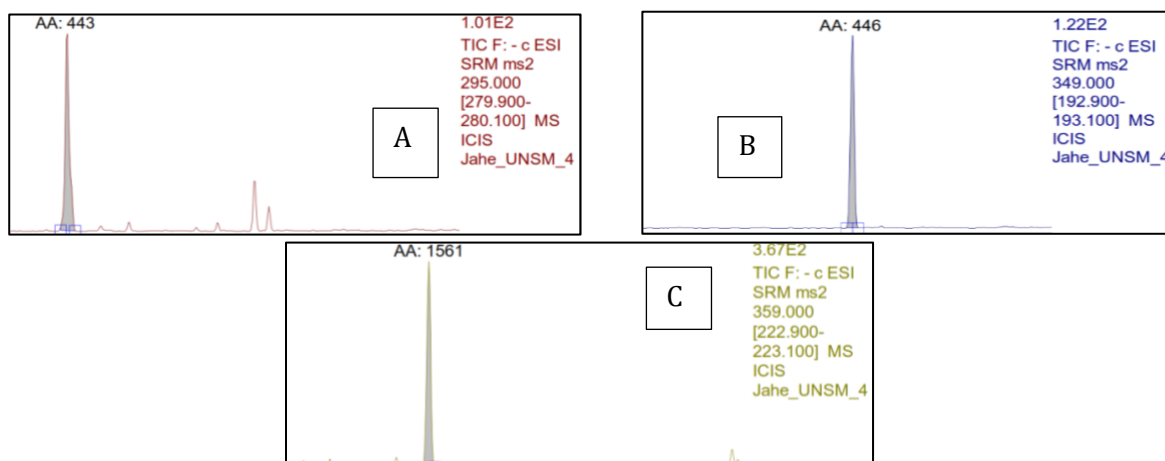 AA: 443
1.01E2
TIC F: - c ESI
SRM ms2
295.000
[279.900-
280.100] MS
ICIS
Jahe_UNSM_4
A
AA: 446
1.22E2
TIC F: - c ESI
SRM ms2
349.000
[192.900-
193.100] MS
ICIS
Jahe_UNSM_4
B
AA: 1561
3.67E2
TIC F: - c ESI
SRM ms2
359.000
[222.900-
223.100] MS
ICIS
Jahe_UNSM_4
C